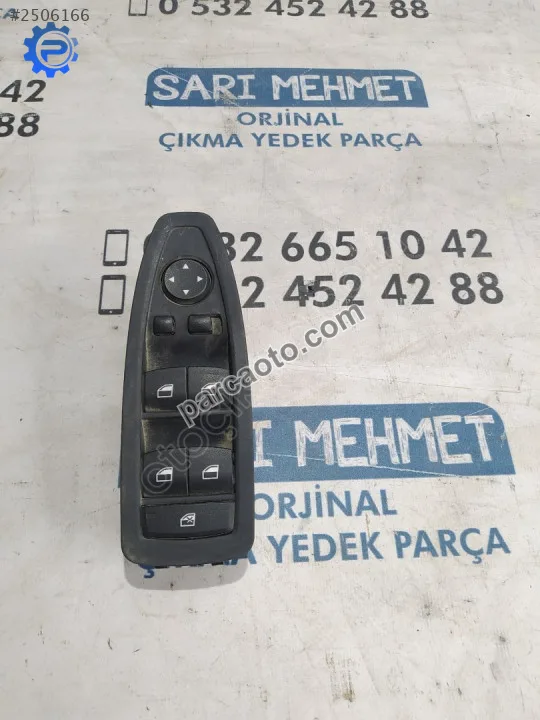 #2506166
0 532 452 42 88
SARI MEHMET
ORJİNAL
ÇIKMA YEDEK PARÇA
42
88
32 665 10 42
2 452 42 88
parcaoto.com
RI MEHMET
ORJİNAL
YEDEK PARÇA